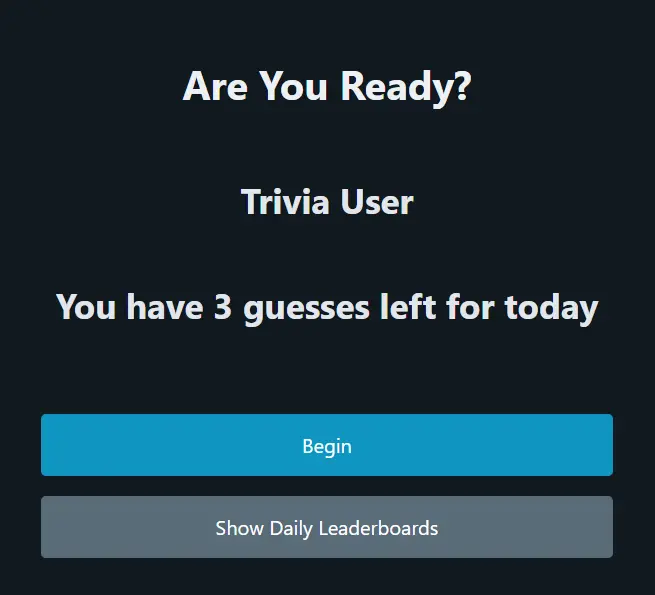 Are You Ready?
Trivia User
You have 3 guesses left for today
Begin
Show Daily Leaderboards